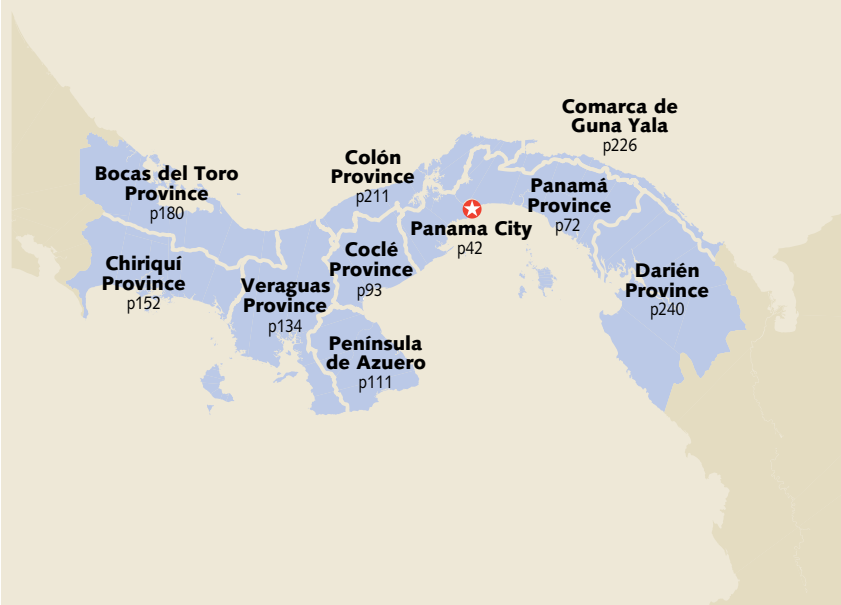 Comarca de
Guna Yala
p226
Colón
Province
p211
Bocas del Toro
Province
p180
Panamá
Province
p72
Panama City
p42
Coclé
Province
p93
Chiriquí
Province
p152
Veraguas
Province
p134
Darién
Province
p240
Península
de Azuero
p111